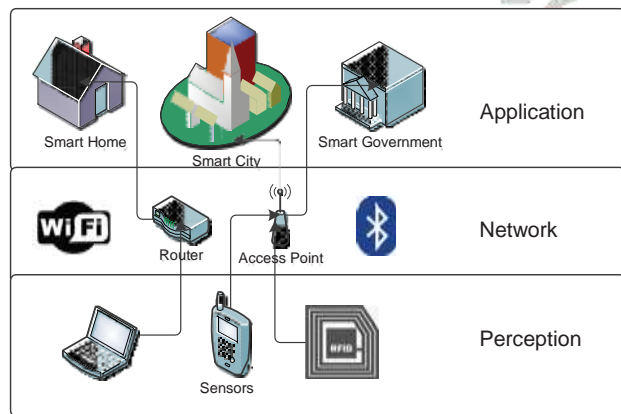 Smart Home
Smart City
Smart Government
Application
WiFi
Router
Access Point
Network
Sensors
RFID
Perception